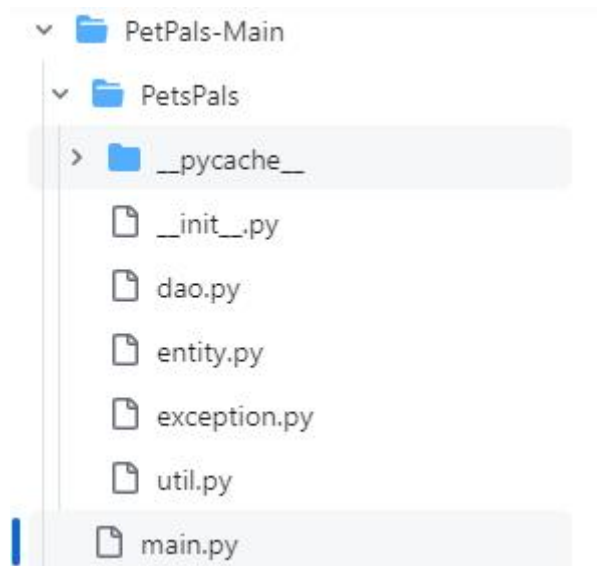 PetPals-Main
PetsPals
__pycache__
__init__.py
dao.py
entity.py
exception.py
util.py
main.py